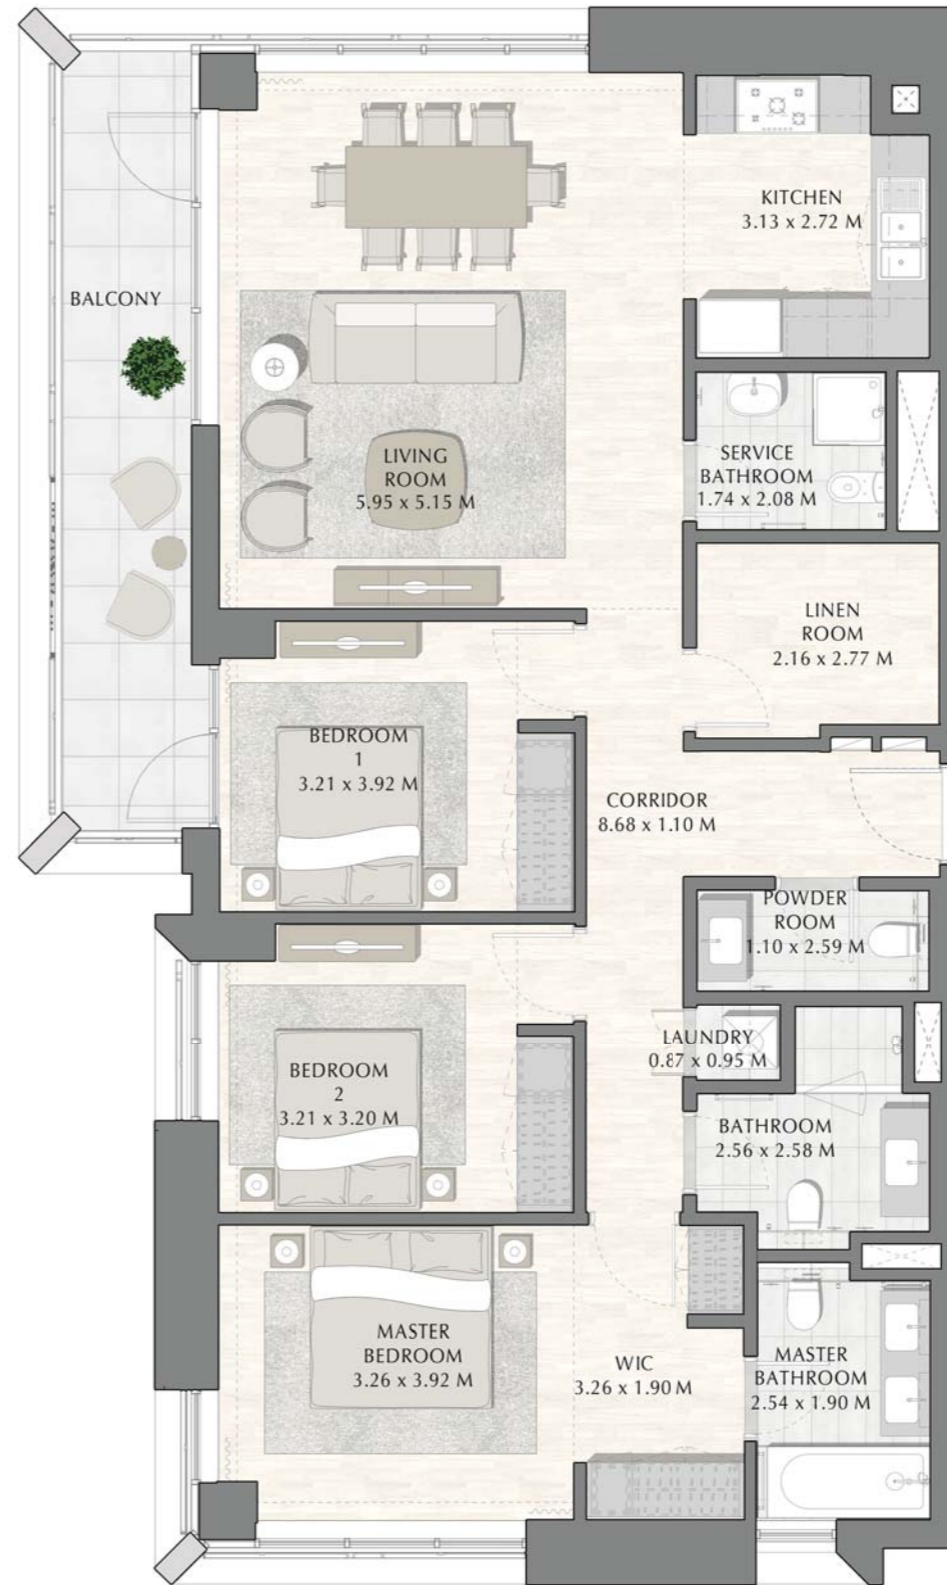 KITCHEN
3.13 x 2.72 M
BALCONY
LIVING
ROOM
5.95 x 5.15 M
SERVICE
BATHROOM
1.74 x 2.08 M
LINEN
ROOM
2.16 x 2.77 M
BEDROOM
1
3.21 x 3.92 M
CORRIDOR
8.68 x 1.10 M
POWDER
ROOM
1.10 x 2.59 M
LAUNDRY
0.87 x 0.95 M
BEDROOM
2
3.21 x 3.20 M
BATHROOM
2.56 x 2.58 M
MASTER
BEDROOM
3.26 x 3.92 M
WIC
3.26 x 1.90 M
MASTER
BATHROOM
2.54 x 1.90 M